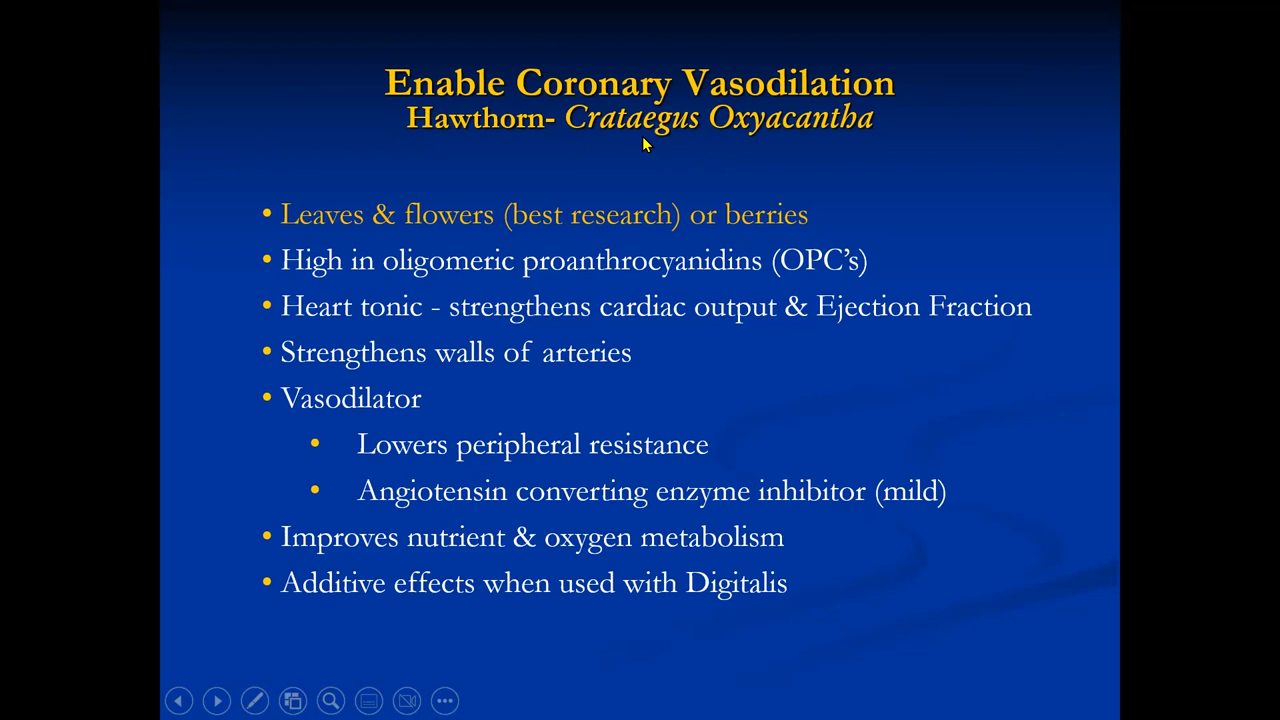 Enable Coronary Vasodilation
Hawthorn- Crataegus Oxyacantha
• Leaves & flowers (best research) or berries
• High in oligomeric proanthrocyanidins (OPC’s)
• Heart tonic - strengthens cardiac output & Ejection Fraction
• Strengthens walls of arteries
• Vasodilator
• Lowers peripheral resistance
• Angiotensin converting enzyme inhibitor (mild)
• Improves nutrient & oxygen metabolism
• Additive effects when used with Digitalis